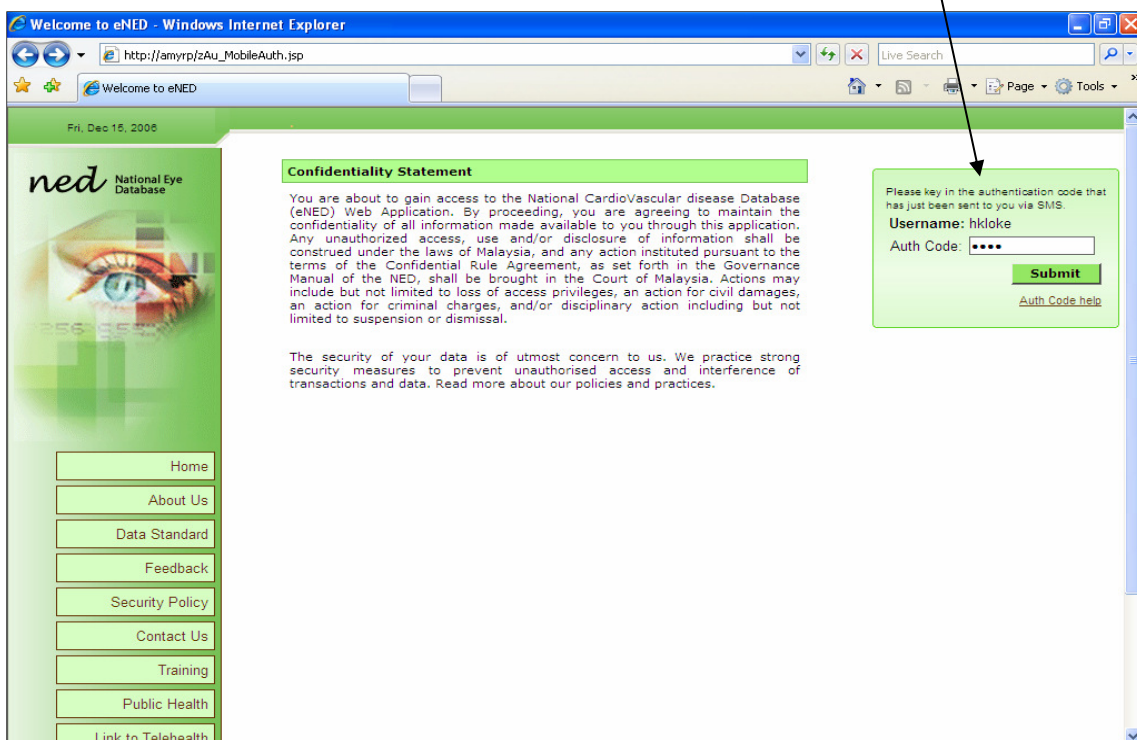 Welcome to eNED - Windows Internet Explorer
http://amyrp/zAu_MobileAuth.jsp
Live Search
Welcome to eNED
Page
Tools
Fri, Dec 15, 2006
ned National Eye
Database
Confidentiality Statement
You are about to gain access to the National CardioVascular disease Database
(eNED) Web Application. By proceeding, you are agreeing to maintain the
confidentiality of all information made available to you through this application.
Any unauthorized access, use and/or disclosure of information shall be
construed under the laws of Malaysia, and any action instituted pursuant to the
terms of the Confidential Rule Agreement, as set forth in the Governance
Manual of the NED, shall be brought in the Court of Malaysia. Actions may
include but not limited to loss of access privileges, an action for civil damages,
an action for criminal charges, and/or disciplinary action including but not
limited to suspension or dismissal.
The security of your data is of utmost concern to us. We practice strong
security measures to prevent unauthorised access and interference of
transactions and data. Read more about our policies and practices.
Please key in the authentication code that
has just been sent to you via SMS.
Username: hkloke
Auth Code: ••••
Submit
Auth Code help
Home
About Us
Data Standard
Feedback
Security Policy
Contact Us
Training
Public Health
Link to Telehealth